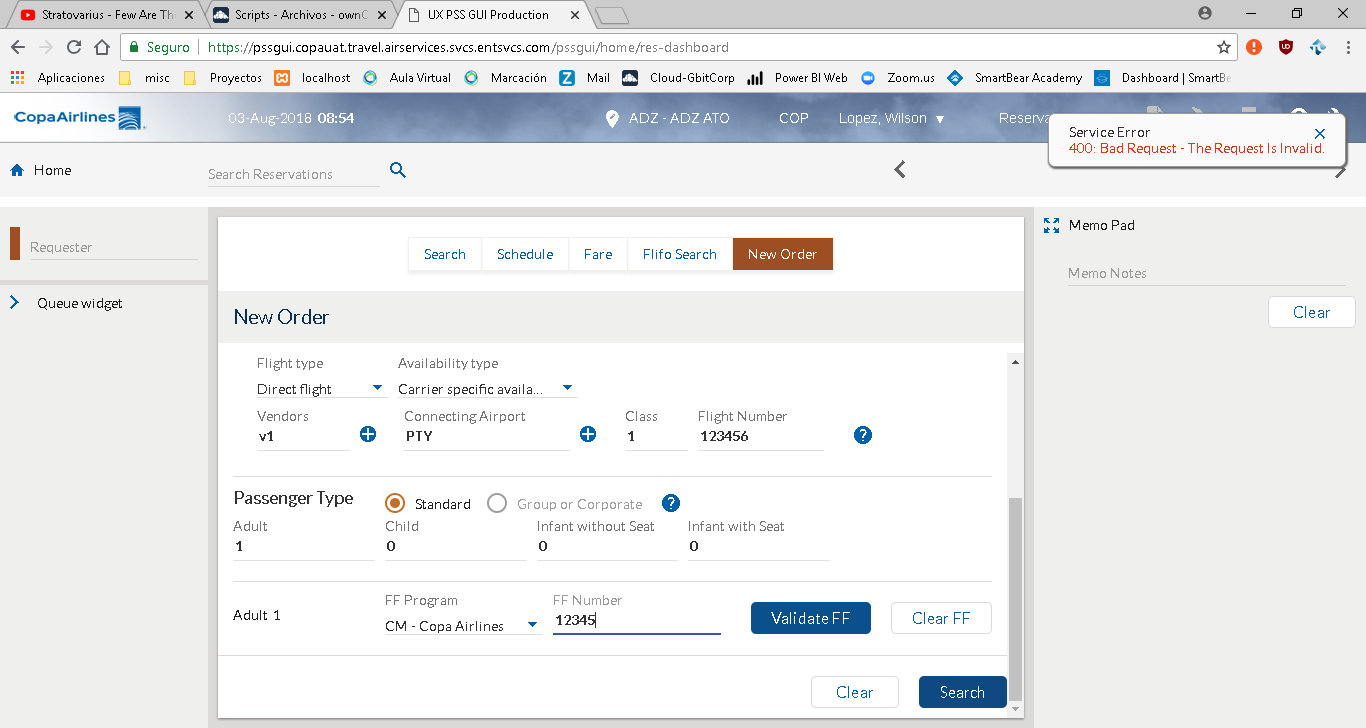 Stratovarius - Few Are The
Scripts - Archivos - ownC
UX PSS GUI Production
Seguro
https://pssgui.copauat.travel.airservices.svcs.entsvcs.com/pssgui/home/res-dashboard
Aplicaciones
misc
Proyectos
localhost
Aula Virtual
Marcación
Mail
Cloud-GbitCorp
Power BI Web
Zoom.us
SmartBear Academy
Dashboard | SmartBe
CopaAirlines
03-Aug-2018 08:54
ADZ - ADZ ATO
COP
Lopez, Wilson
Reserva
Service Error
400: Bad Request - The Request Is Invalid.
Home
Search Reservations
Requester
Queue widget
Search
Schedule
Fare
Flifo Search
New Order
New Order
Flight type
Availability type
Direct flight
Carrier specific availa...
Vendors
Connecting Airport
Class
Flight Number
v1
PTY
1
123456
Passenger Type
Standard
Group or Corporate
Adult
Child
Infant without Seat
Infant with Seat
1
0
0
0
Adult 1
FF Program
FF Number
CM - Copa Airlines
12345
Validate FF
Clear FF
Clear
Search
Memo Pad
Memo Notes
Clear